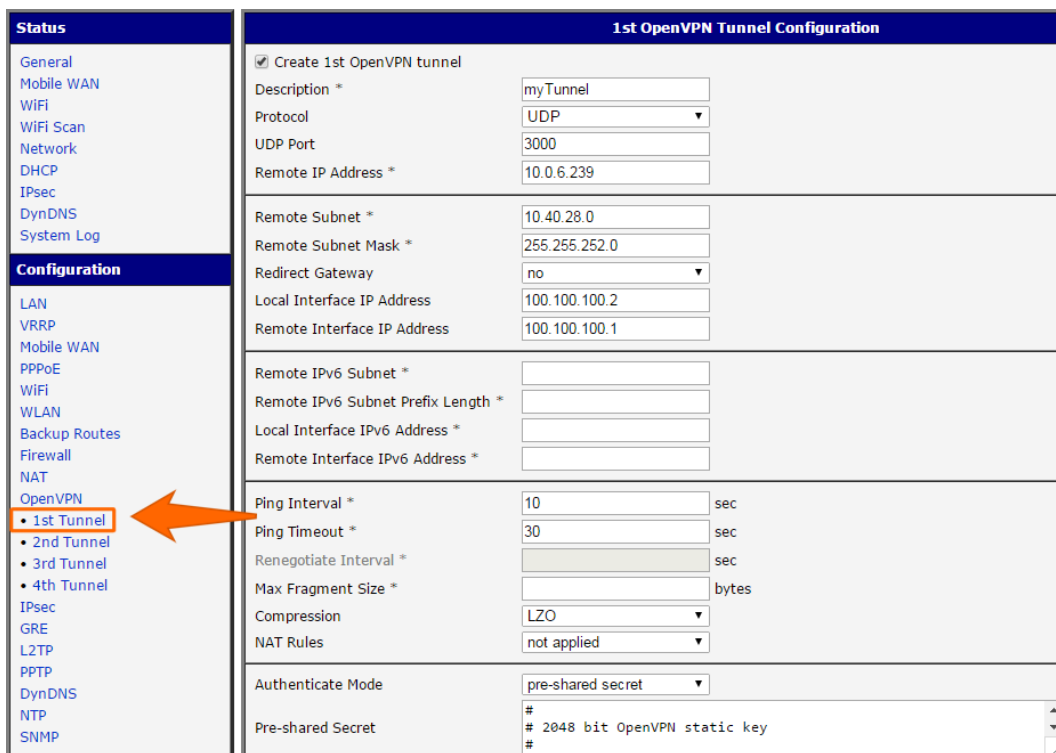 Status
General
Mobile WAN
WiFi
WiFi Scan
Network
DHCP
IPsec
DynDNS
System Log
Configuration
LAN
VRRP
Mobile WAN
PPPoE
WiFi
WLAN
Backup Routes
Firewall
NAT
OpenVPN
• 1st Tunnel
• 2nd Tunnel
• 3rd Tunnel
• 4th Tunnel
IPsec
GRE
L2TP
PPTP
DynDNS
NTP
SNMP
1st OpenVPN Tunnel Configuration
Create 1st OpenVPN tunnel
Description * myTunnel
Protocol UDP
UDP Port 3000
Remote IP Address * 10.0.6.239
Remote Subnet * 10.40.28.0
Remote Subnet Mask * 255.255.252.0
Redirect Gateway no
Local Interface IP Address 100.100.100.2
Remote Interface IP Address 100.100.100.1
Remote IPv6 Subnet *
Remote IPv6 Subnet Prefix Length *
Local Interface IPv6 Address *
Remote Interface IPv6 Address *
Ping Interval * 10 sec
Ping Timeout * 30 sec
Renegotiate Interval * sec
Max Fragment Size * bytes
Compression LZO
NAT Rules not applied
Authenticate Mode pre-shared secret
Pre-shared Secret
#
# 2048 bit OpenVPN static key
#